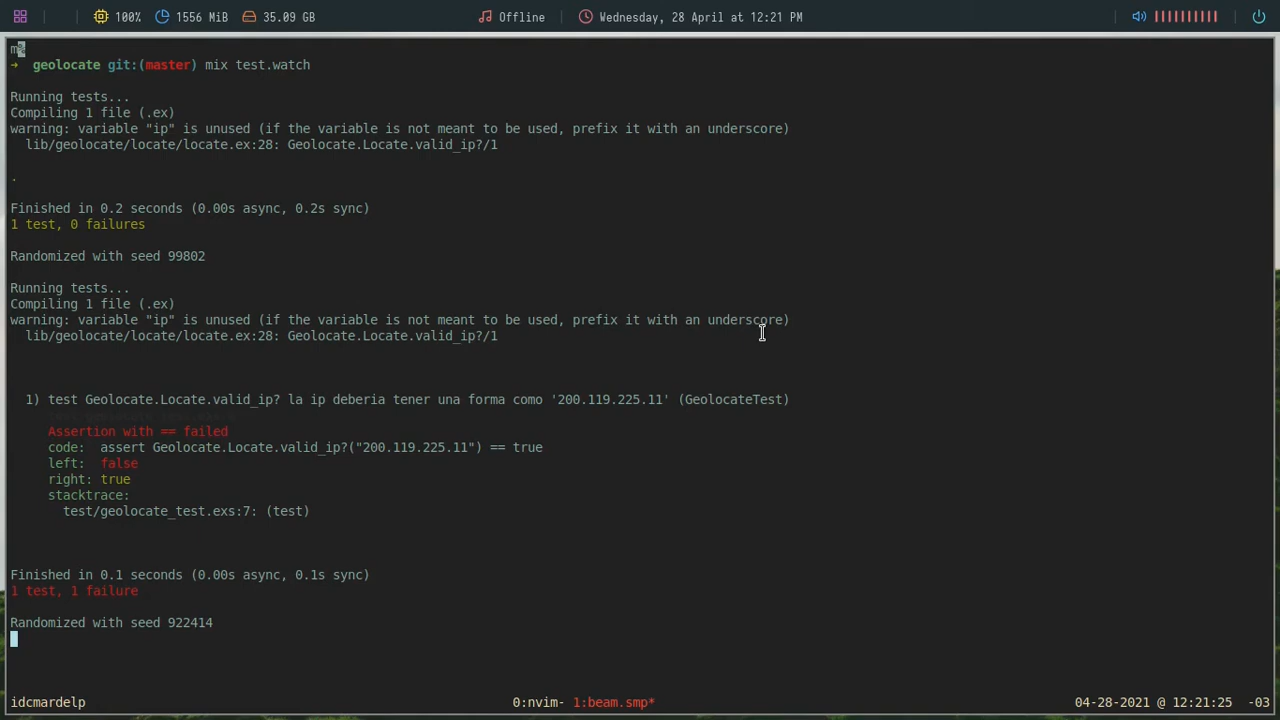 100% 1556 MiB 35.09 GB Offline Wednesday, 28 April at 12:21 PM
→ geolocate git:(master) mix test.watch
Running tests...
Compiling 1 file (.ex)
warning: variable "ip" is unused (if the variable is not meant to be used, prefix it with an underscore)
lib/geolocate/locate/locate.ex:28: Geolocate.Locate.valid_ip?/1
.
Finished in 0.2 seconds (0.00s async, 0.2s sync)
1 test, 0 failures
Randomized with seed 99802
Running tests...
Compiling 1 file (.ex)
warning: variable "ip" is unused (if the variable is not meant to be used, prefix it with an underscore)
lib/geolocate/locate/locate.ex:28: Geolocate.Locate.valid_ip?/1
1) test Geolocate.Locate.valid_ip? la ip deberia tener una forma como '200.119.225.11' (GeolocateTest)
Assertion with == failed
code: assert Geolocate.Locate.valid_ip?("200.119.225.11") == true
left: false
right: true
stacktrace:
test/geolocate_test.exs:7: (test)
Finished in 0.1 seconds (0.00s async, 0.1s sync)
1 test, 1 failure
Randomized with seed 922414
idcmardelp 0:nvim- 1:beam.smp* 04-28-2021 @ 12:21:25 -03